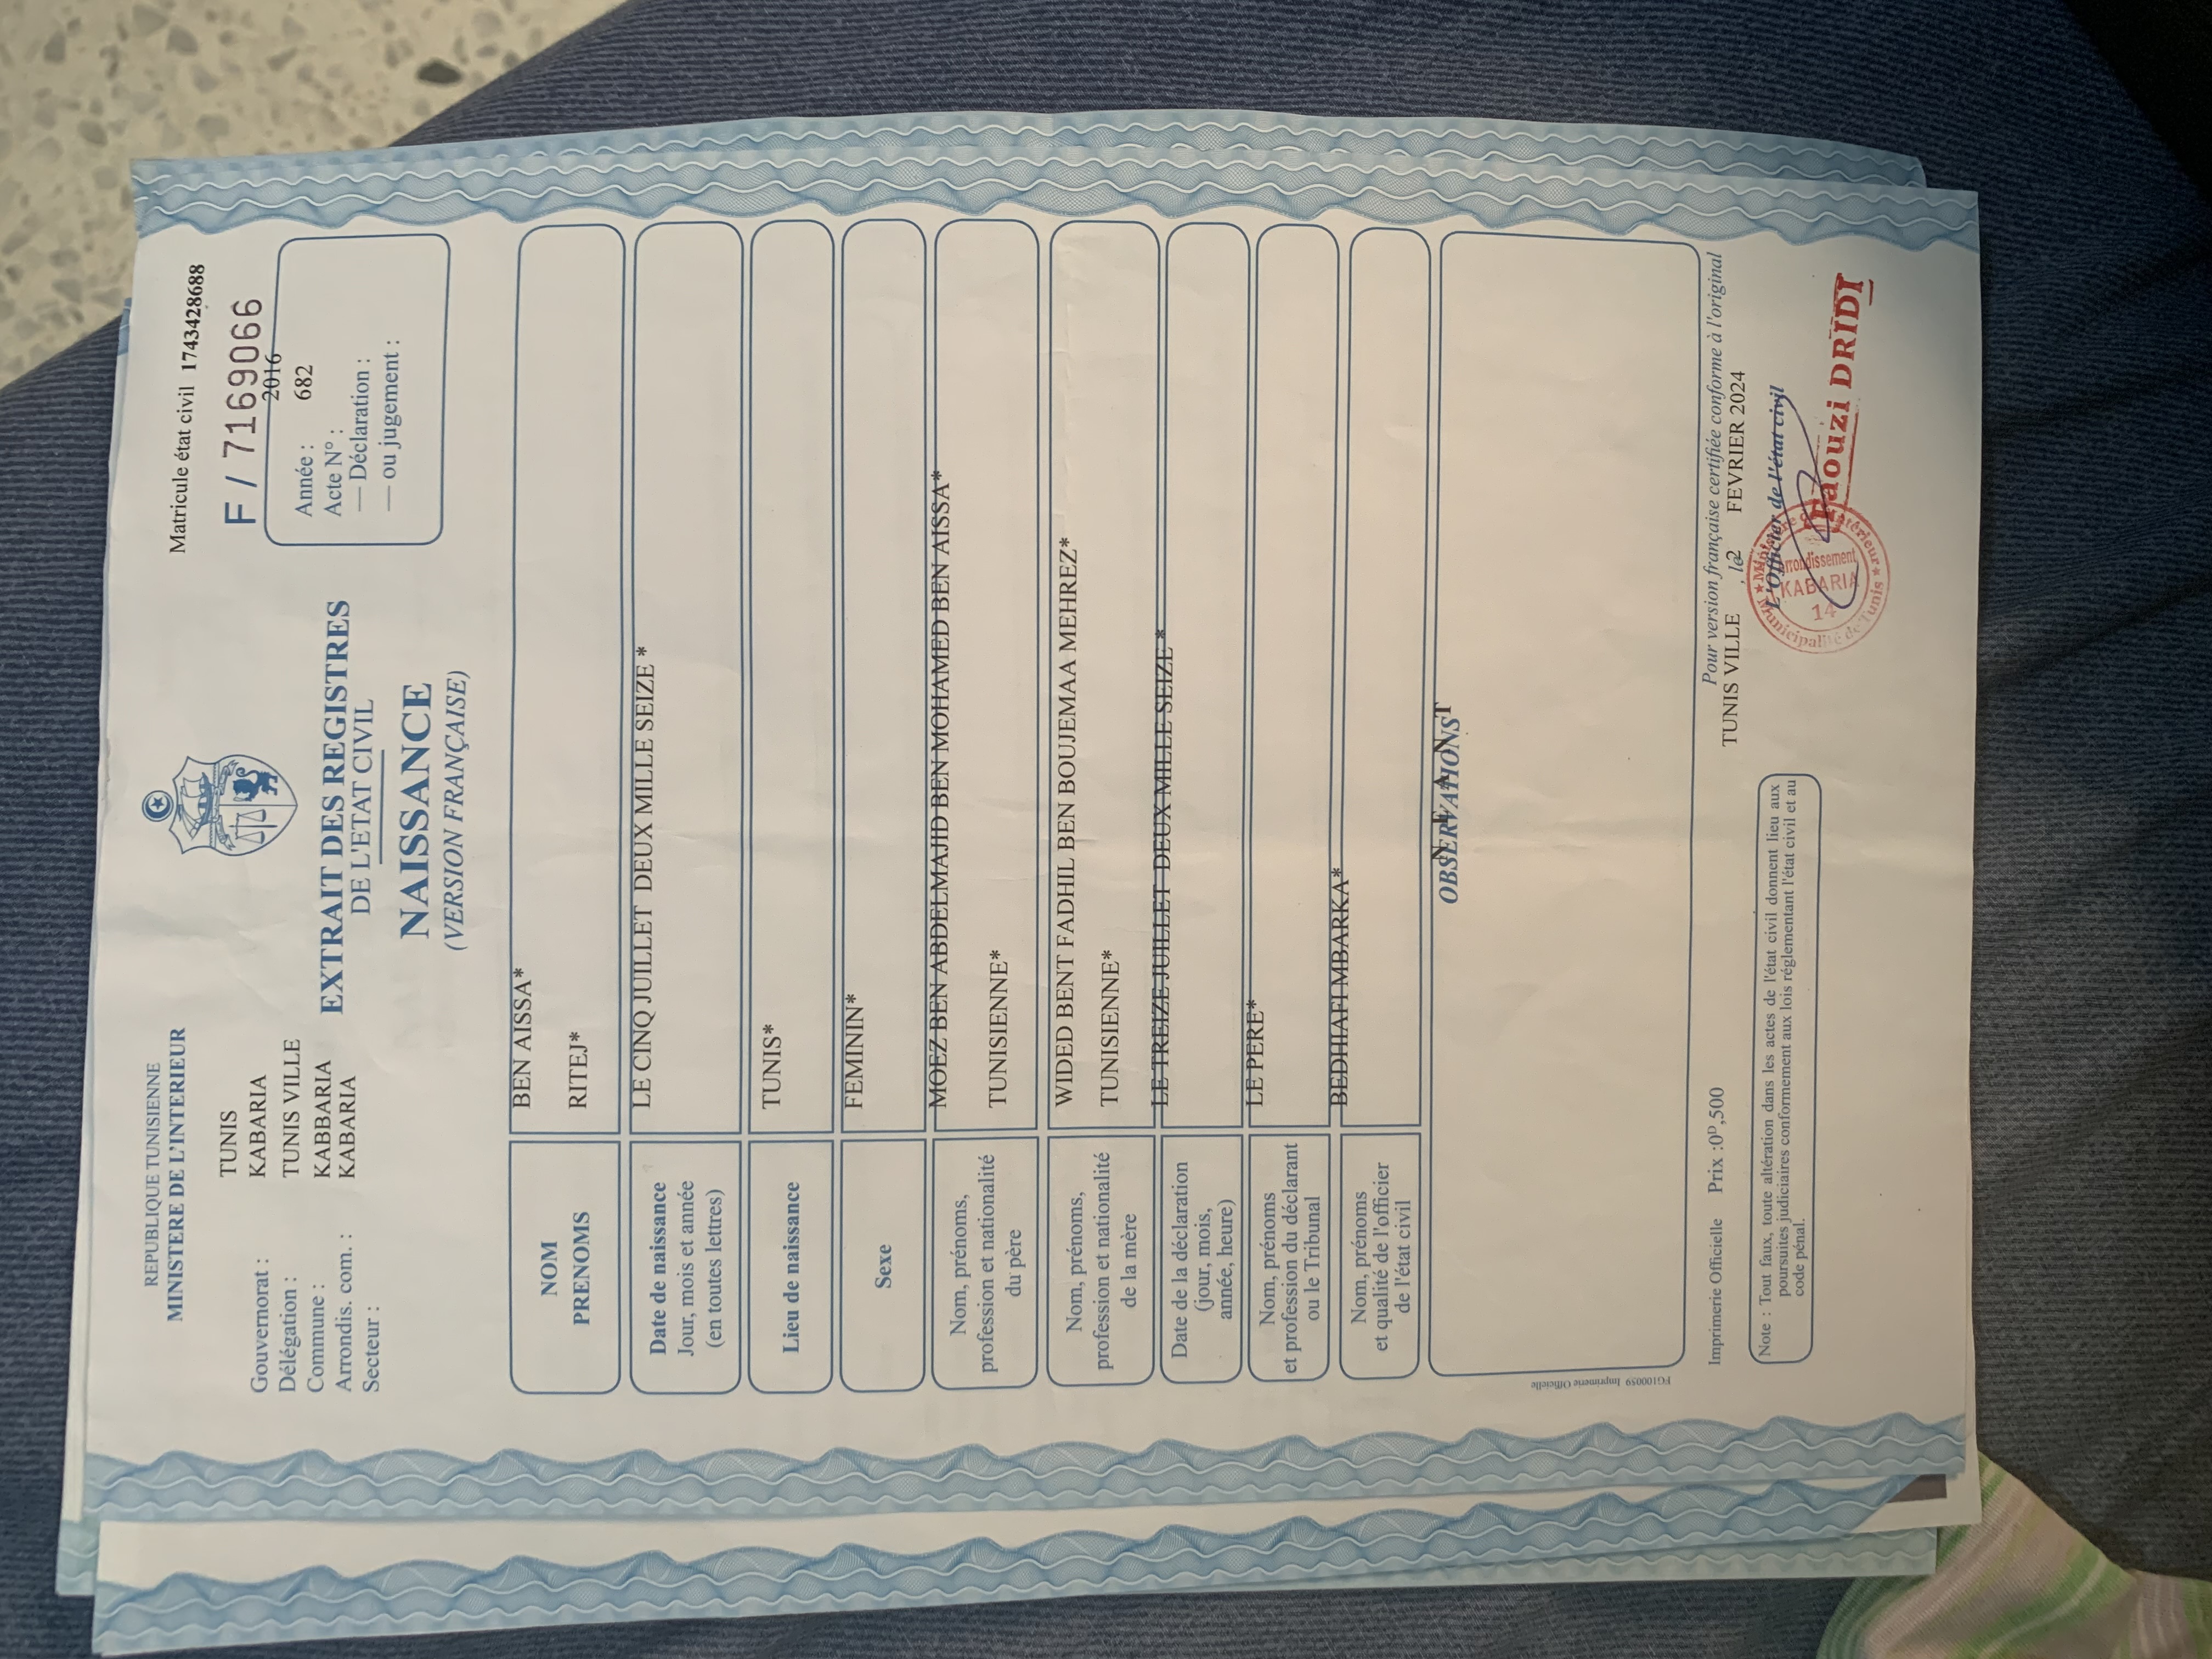 REPUBLIQUE TUNISIENNE
MINISTERE DE L'INTERIEUR
Matricule état civil 1743428688
F / 7169066
Gouvernorat : TUNIS
Délégation : KABARIA
Commune : TUNIS VILLE
Arrondis. com. : KABBARIA
Secteur : KABARIA
2016
Année :
682
Acte N° :
— Déclaration :
— ou jugement :
EXTRAIT DES REGISTRES
DE L'ETAT CIVIL
NAISSANCE
(VERSION FRANÇAISE)
NOM
BEN AISSA*
PRENOMS
RITEJ*
Date de naissance
Jour, mois et année
(en toutes lettres)
LE CINQ JUILLET DEUX MILLE SEIZE *
Lieu de naissance
TUNIS*
Sexe
FEMININ*
Nom, prénoms,
profession et nationalité
du père
MOEZ BEN ABDELMAJID BEN MOHAMED BEN AISSA*
TUNISIENNE*
Nom, prénoms,
profession et nationalité
de la mère
WIDED BENT FADHIL BEN BOUJEMAA MEHREZ*
TUNISIENNE*
Date de la déclaration
(jour, mois,
année, heure)
LE TREIZE JUILLET DEUX MILLE SEIZE*
Nom, prénoms
et profession du déclarant
ou le Tribunal
LE PERE*
Nom, prénoms
et qualité de l'officier
de l'état civil
BEDHIAFI MBARKA*
OBSERVATIONS
N E A N T
Imprimerie Officielle Prix :0ᴰ,500
Pour version française certifiée conforme à l'original
TUNIS VILLE , le 2 FEVRIER 2024
L'Officier de l'état civil
Faouzi DRIDI
Ministère de l'Intérieur
Arrondissement
KABARIA
14
Municipalité de Tunis
Note : Tout faux, toute altération dans les actes de l'état civil donnent lieu aux
poursuites judiciaires conformement aux lois réglementant l'état civil et au
code pénal.
FG100059 Imprimerie Officielle